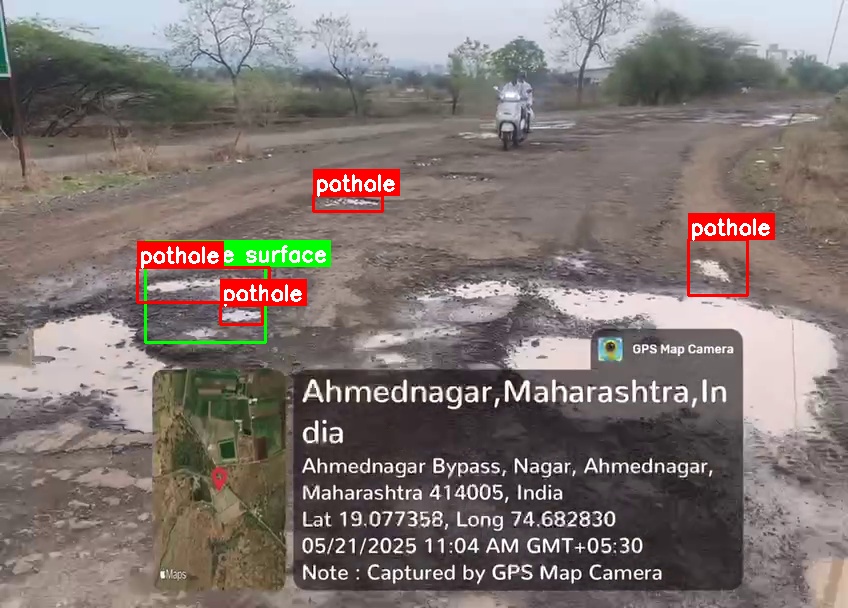 pothole
pothole
pothole e surface
pothole
GPS Map Camera
Ahmednagar,Maharashtra,In
dia
Ahmednagar Bypass, Nagar, Ahmednagar,
Maharashtra 414005, India
Lat 19.077358, Long 74.682830
05/21/2025 11:04 AM GMT+05:30
Note : Captured by GPS Map Camera
Maps